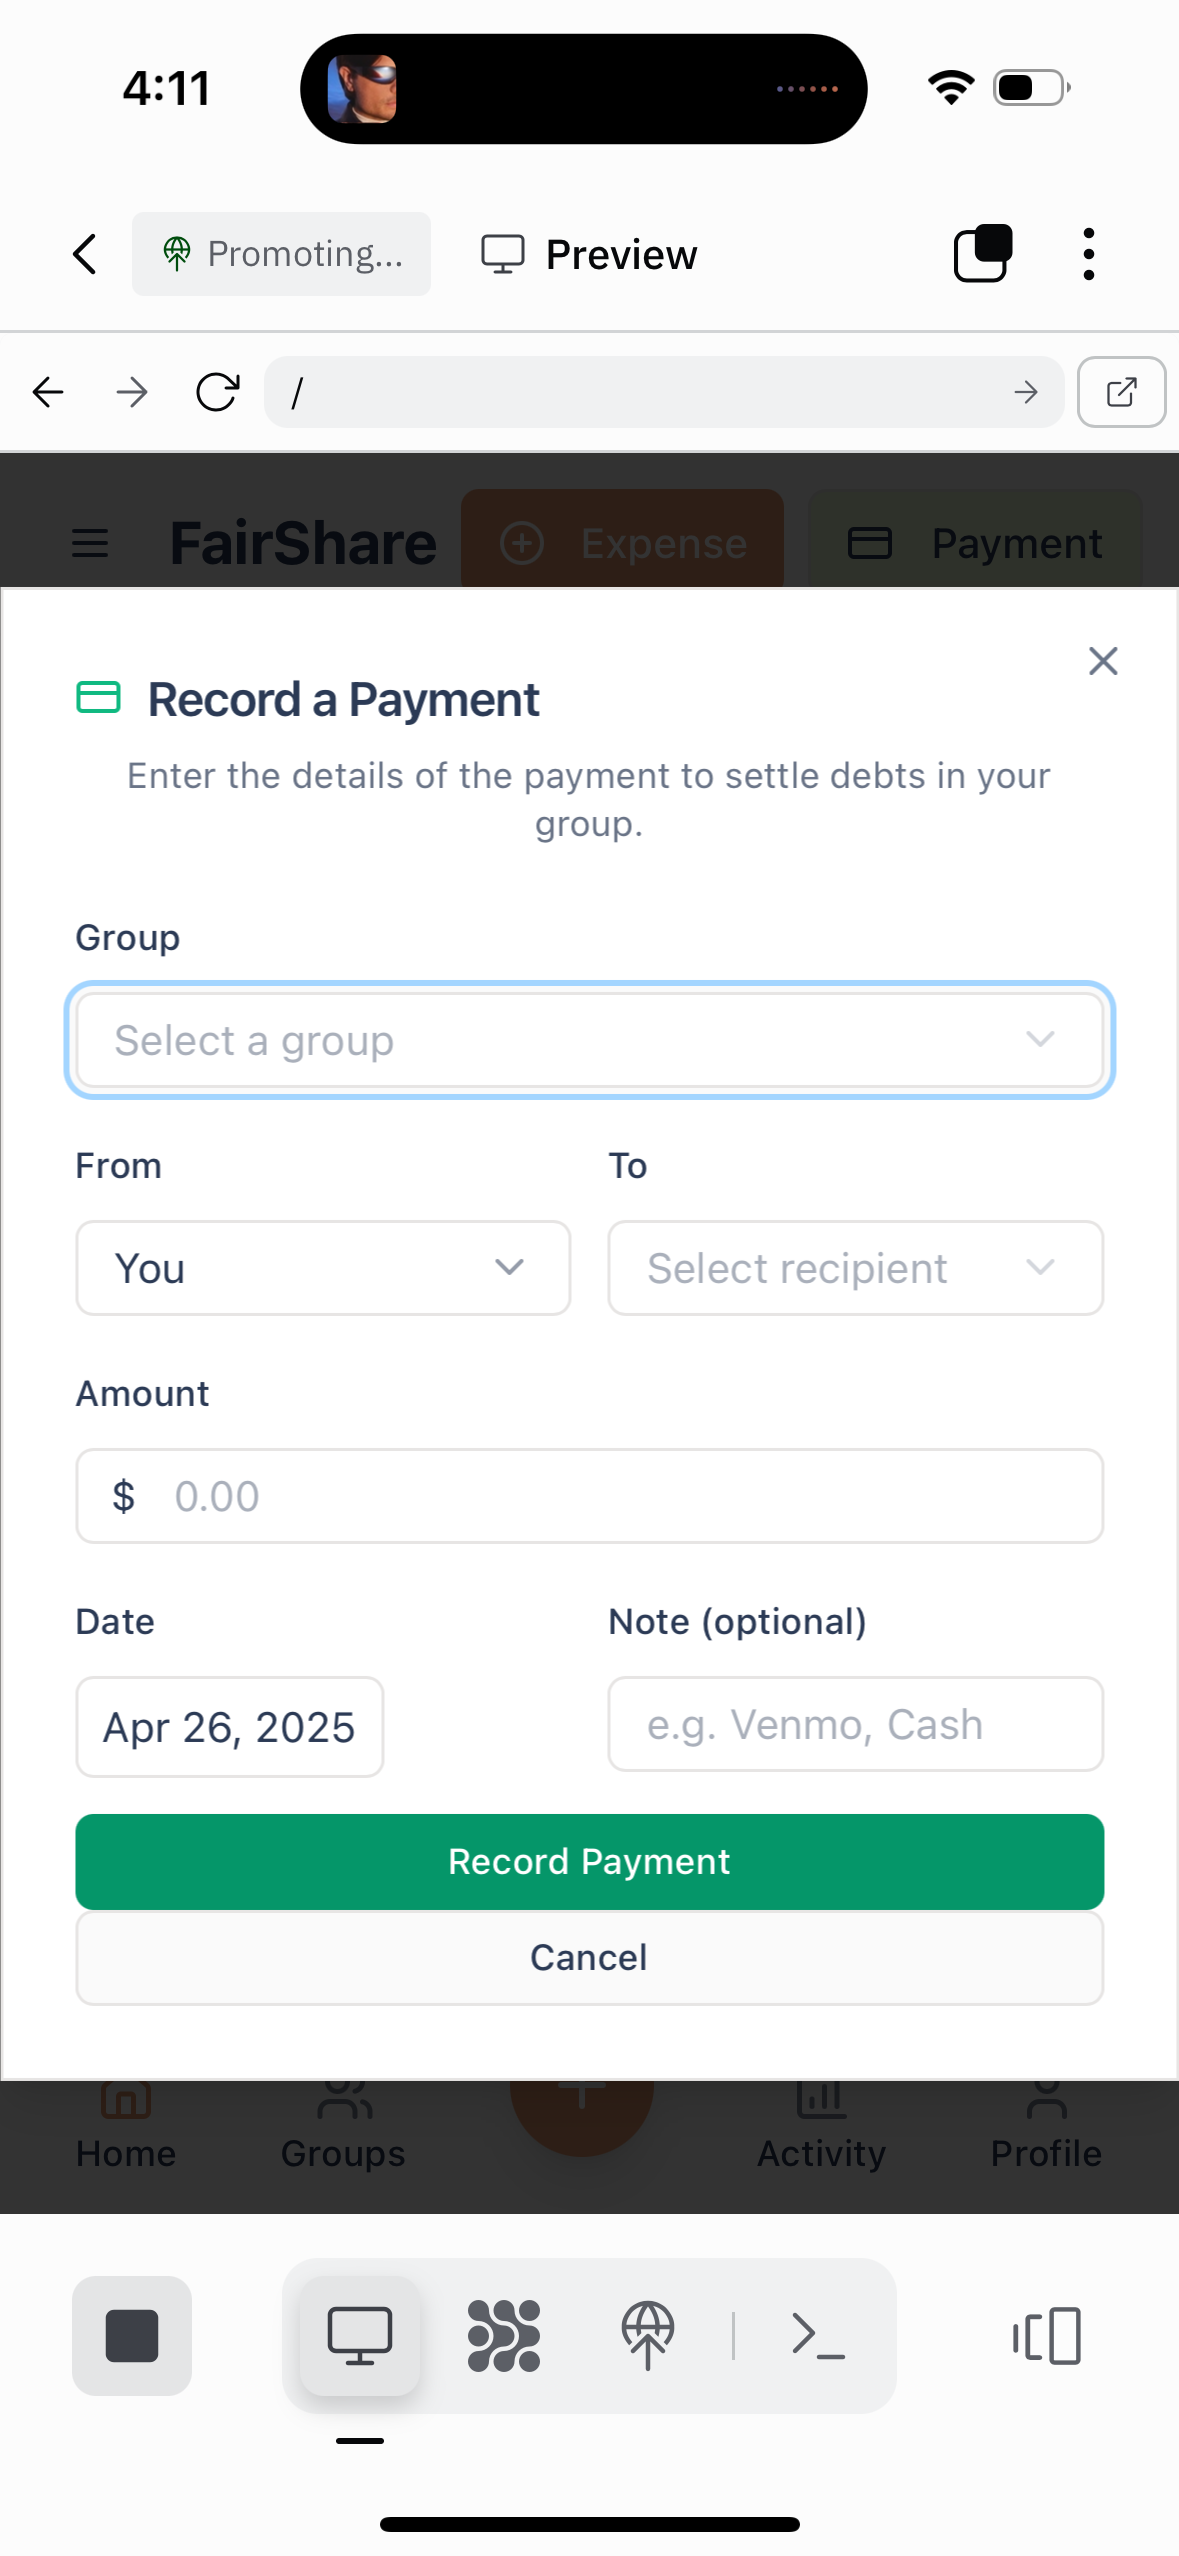 4:11
Promoting...
Preview
/
FairShare
Expense
Payment
Record a Payment
Enter the details of the payment to settle debts in your
group.
Group
Select a group
From
To
You
Select recipient
Amount
$ 0.00
Date
Note (optional)
Apr 26, 2025
e.g. Venmo, Cash
Record Payment
Cancel
Home
Groups
Activity
Profile